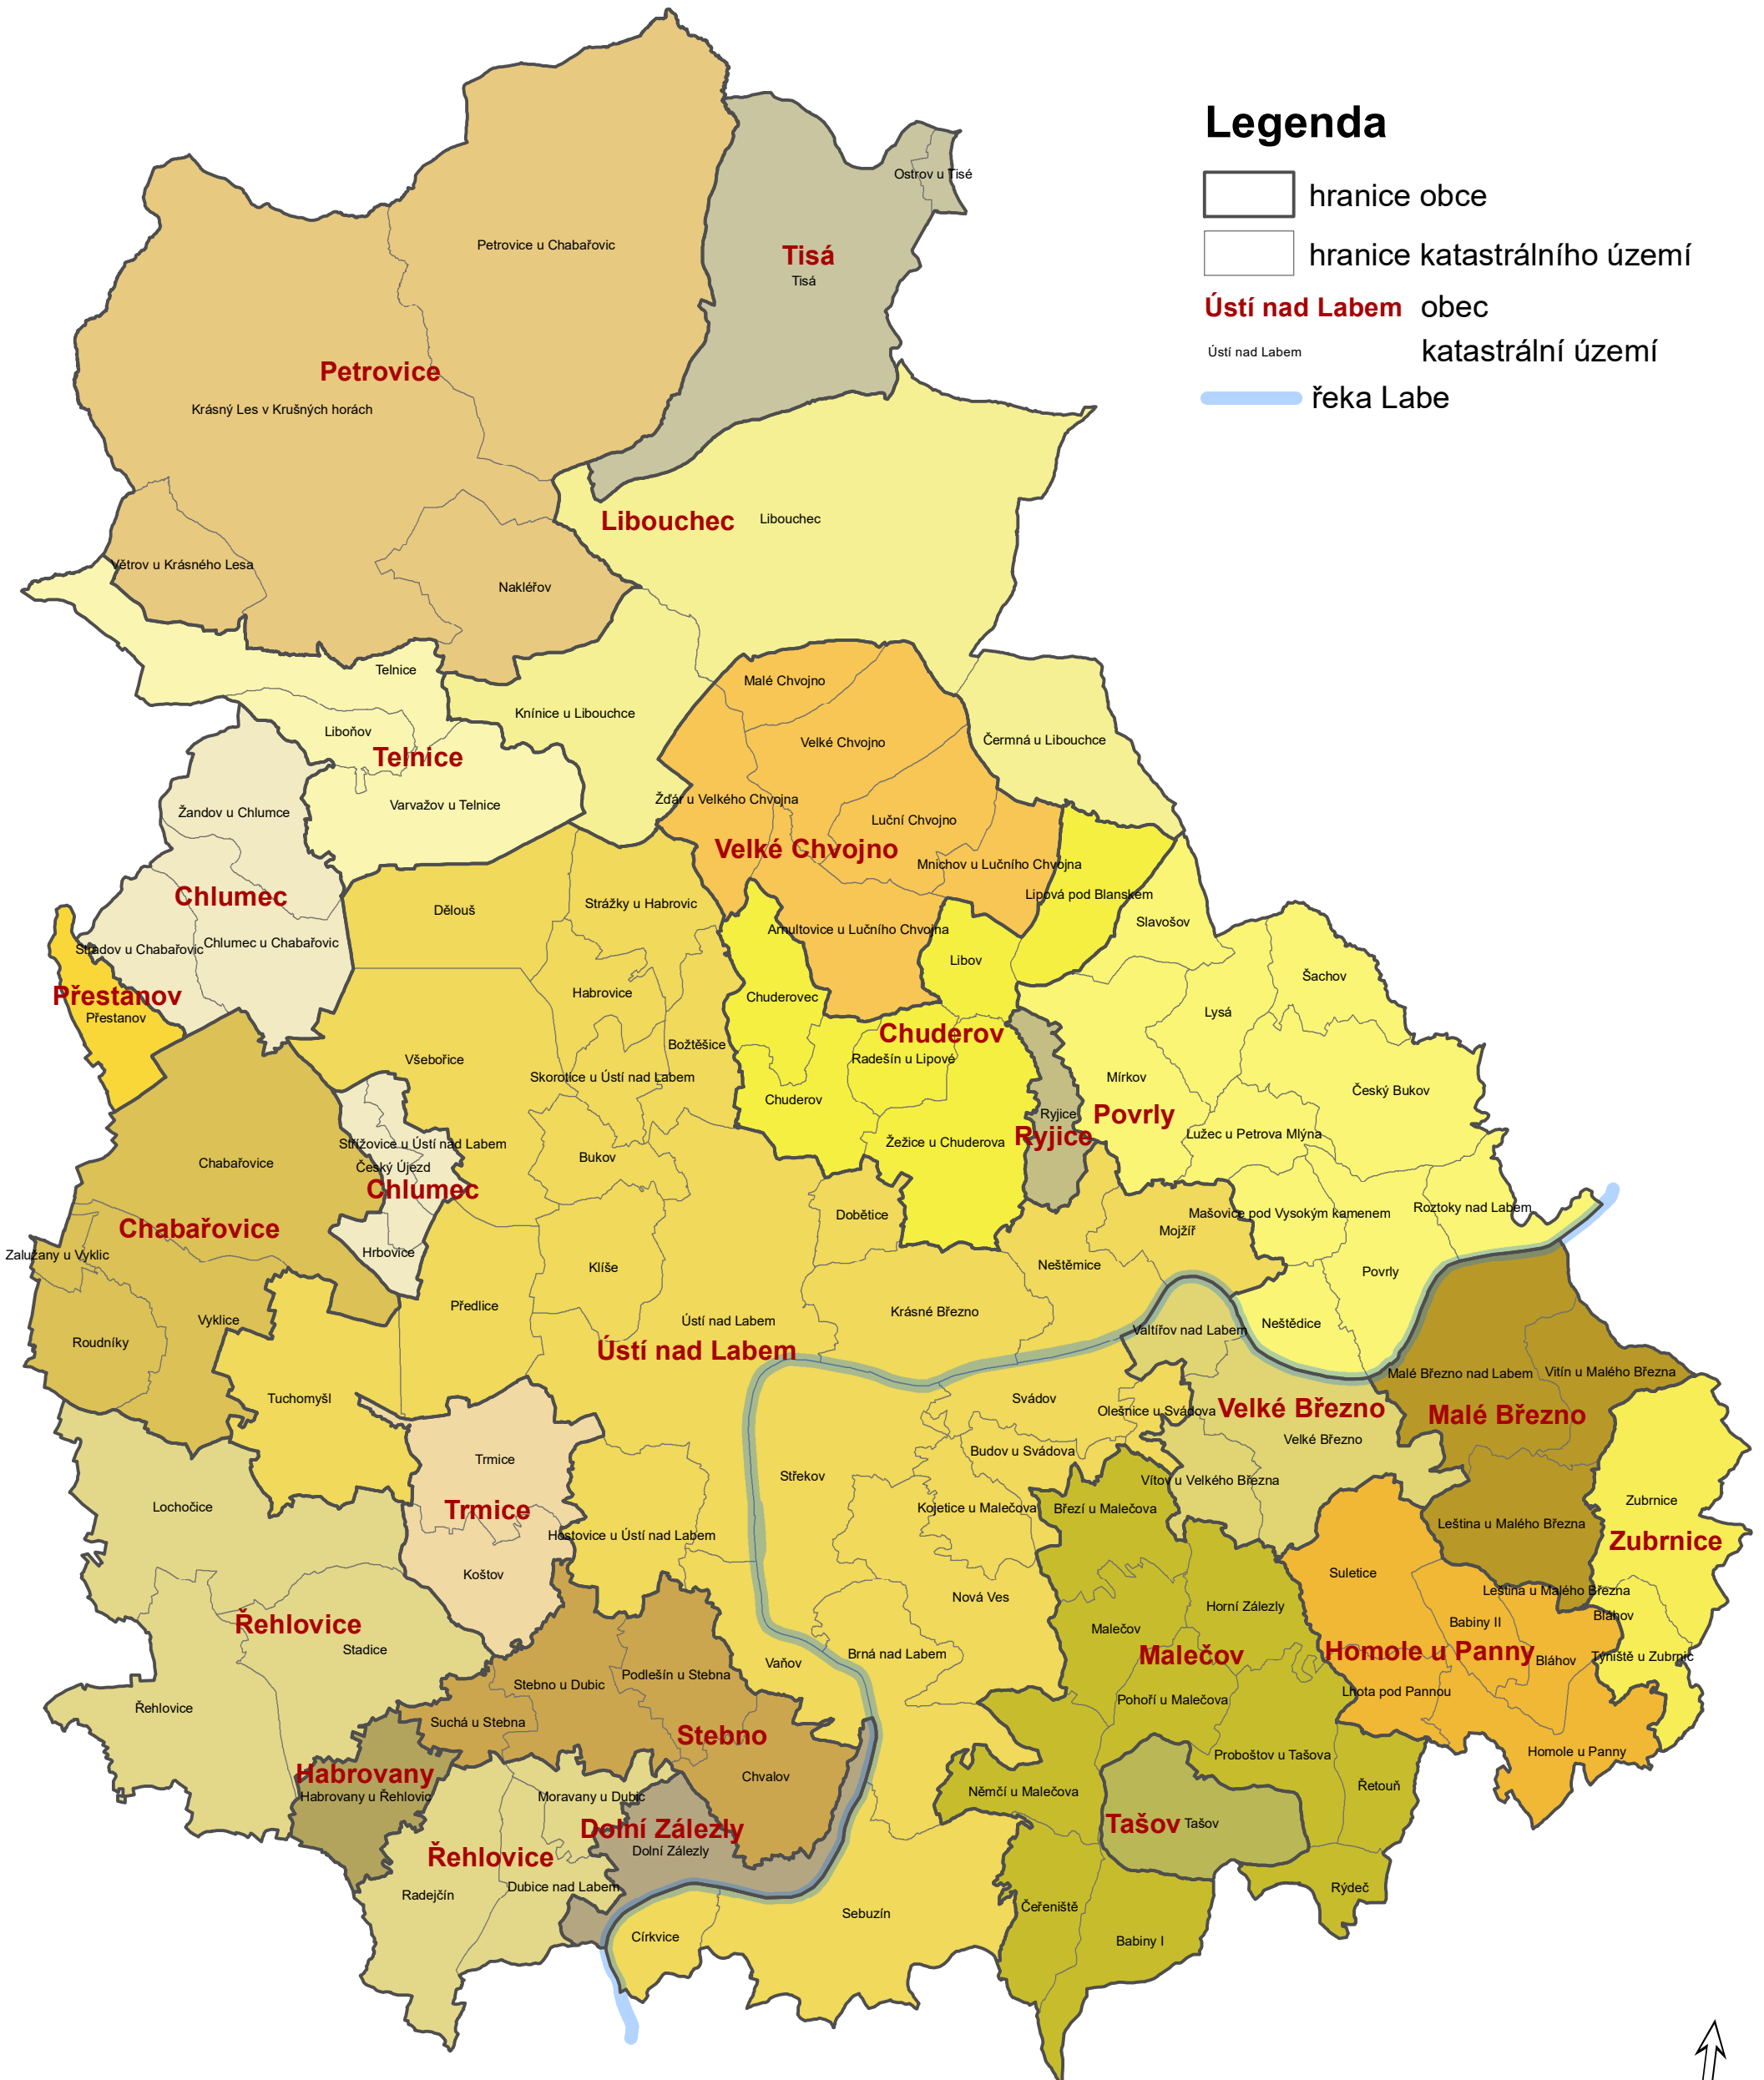 Legenda
hranice obce
hranice katastrálního území
Ústí nad Labem obec
Ústí nad Labem katastrální území
řeka Labe
Ostrov u Tisé
Petrovice u Chabařovic
Tisá
Tisá
Petrovice
Krásný Les v Krušných horách
Libouchec
Libouchec
Větrov u Krásného Lesa
Nakléřov
Telnice
Malé Chvojno
Knínice u Libouchce
Liboňov
Velké Chvojno
Čermná u Libouchce
Telnice
Žďár u Velkého Chvojna
Varvažov u Telnice
Žandov u Chlumce
Luční Chvojno
Velké Chvojno
Mnichov u Lučního Chvojna
Chlumec
Lipová pod Blanskem
Strážky u Habrovic
Dělouš
Slavošov
Arnultovice u Lučního Chvojna
Stradov u Chabařovic
Chlumec u Chabařovic
Libov
Šachov
Habrovice
Přestanov
Chuderovec
Lysá
Přestanov
Chuderov
Božtěšice
Všebořice
Radešín u Lipové
Skorotice u Ústí nad Labem
Mírkov
Český Bukov
Chuderov
Ryjice
Povrly
Ryjice
Lužec u Petrova Mlýna
Střížovice u Ústí nad Labem
Žežice u Chuderova
Bukov
Chabařovice
Český Újezd
Chlumec
Roztoky nad Labem
Mašovice pod Vysokým kamenem
Dobětice
Chabařovice
Mojžíř
Zalužany u Vyklic
Hrbovice
Neštěmice
Klíše
Povrly
Předlice
Krásné Březno
Vyklice
Ústí nad Labem
Neštědice
Valtířov nad Labem
Roudníky
Ústí nad Labem
Malé Březno nad Labem
Vitín u Malého Března
Tuchomyšl
Svádov
Olešnice u Svádova
Velké Březno
Malé Březno
Velké Březno
Budov u Svádova
Trmice
Střekov
Vítov u Velkého Března
Zubrnice
Lochočice
Kojetice u Malečova
Březí u Malečova
Trmice
Leština u Malého Března
Hostovice u Ústí nad Labem
Zubrnice
Koštov
Suletice
Leština u Malého Března
Nová Ves
Horní Zálezly
Bláhov
Babiny II
Řehlovice
Malečov
Stadice
Homole u Panny
Brná nad Labem
Malečov
Týniště u Zubrnic
Vaňov
Bláhov
Podlešín u Stebna
Stebno u Dubic
Lhota pod Pannou
Pohoří u Malečova
Řehlovice
Suchá u Stebna
Stebno
Homole u Panny
Proboštov u Tašova
Habrovany
Chvalov
Řetouň
Němčí u Malečova
Habrovany u Řehlovic
Moravany u Dubic
Tašov
Tašov
Dolní Zálezly
Dolní Zálezly
Řehlovice
Dubice nad Labem
Rýdeč
Radejčín
Čeřeniště
Sebuzín
Církvice
Babiny I